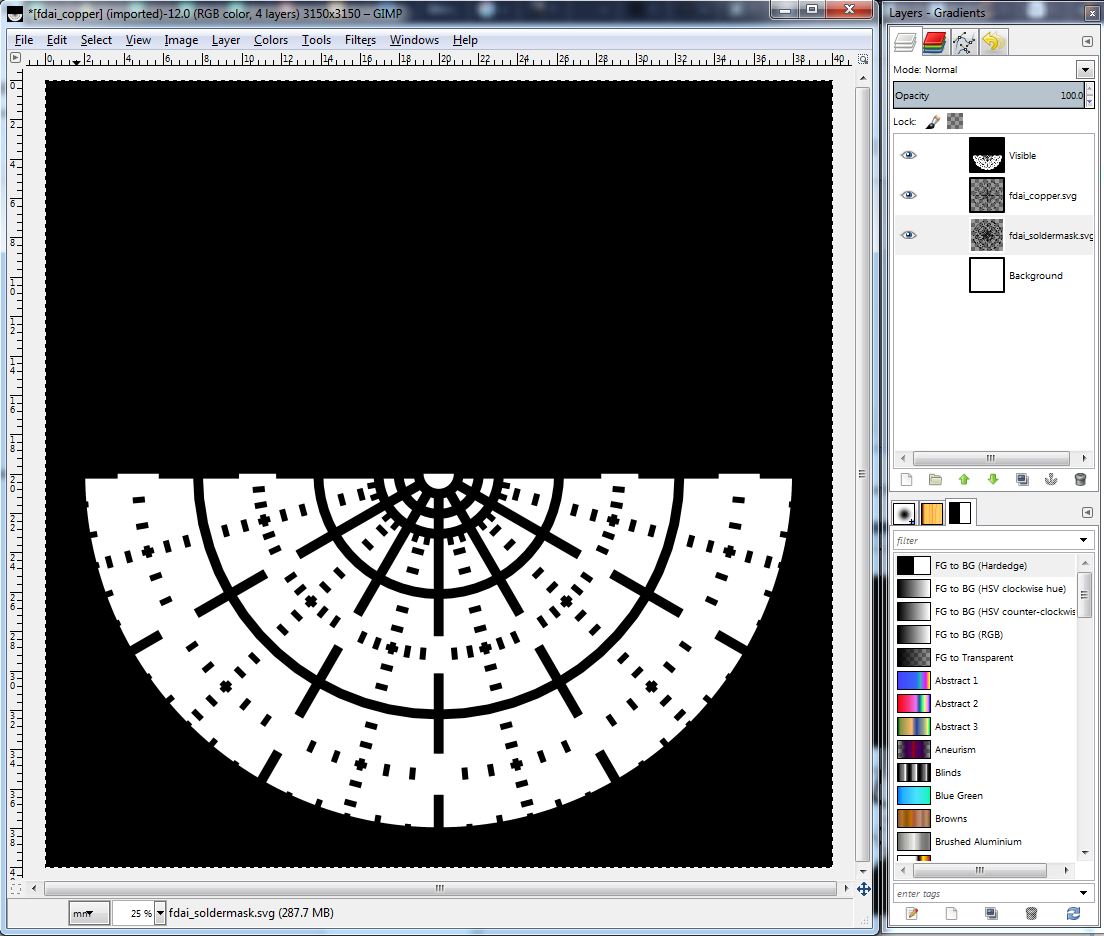 *[fdai_copper] (imported)-12.0 (RGB color, 4 layers) 3150x3150 – GIMP
File Edit Select View Image Layer Colors Tools Filters Windows Help
0 2 4 6 8 10 12 14 16 18 20 22 24 26 28 30 32 34 36 38 40
0
2
4
6
8
10
12
14
16
18
20
22
24
26
28
30
32
34
36
38
4
mm 25 % fdai_soldermask.svg (287.7 MB)
Layers - Gradients
Mode: Normal
Opacity 100.0
Lock:
Visible
fdai_copper.svg
fdai_soldermask.svg
Background
filter
FG to BG (Hardedge)
FG to BG (HSV clockwise hue)
FG to BG (HSV counter-clockwis
FG to BG (RGB)
FG to Transparent
Abstract 1
Abstract 2
Abstract 3
Aneurism
Blinds
Blue Green
Browns
Brushed Aluminium
enter tags